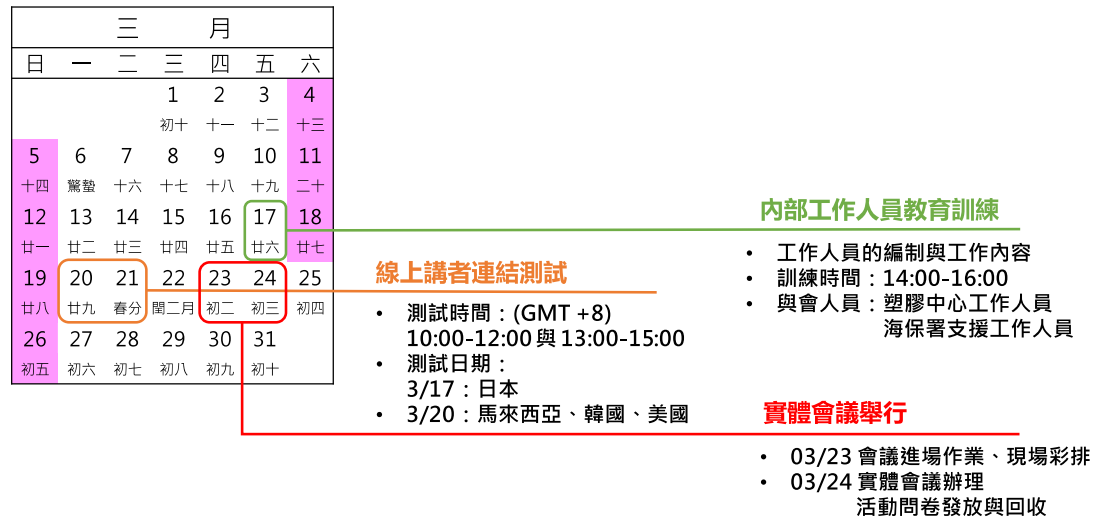 三 月
日 一 二 三 四 五 六
1 2 3 4
初十 十一 十二 十三
5 6 7 8 9 10 11
十四 驚蟄 十六 十七 十八 十九 二十
12 13 14 15 16 17 18
廿一 廿二 廿三 廿四 廿五 廿六 廿七
19 20 21 22 23 24 25
廿八 廿九 春分 閏二月 初二 初三 初四
26 27 28 29 30 31
初五 初六 初七 初八 初九 初十
線上講者連結測試
• 測試時間：(GMT +8)
10:00-12:00 與 13:00-15:00
• 測試日期：
3/17：日本
• 3/20：馬來西亞、韓國、美國
內部工作人員教育訓練
• 工作人員的編制與工作內容
• 訓練時間：14:00-16:00
• 與會人員：塑膠中心工作人員
海保署支援工作人員
實體會議舉行
• 03/23 會議進場作業、現場彩排
• 03/24 實體會議辦理
活動問卷發放與回收